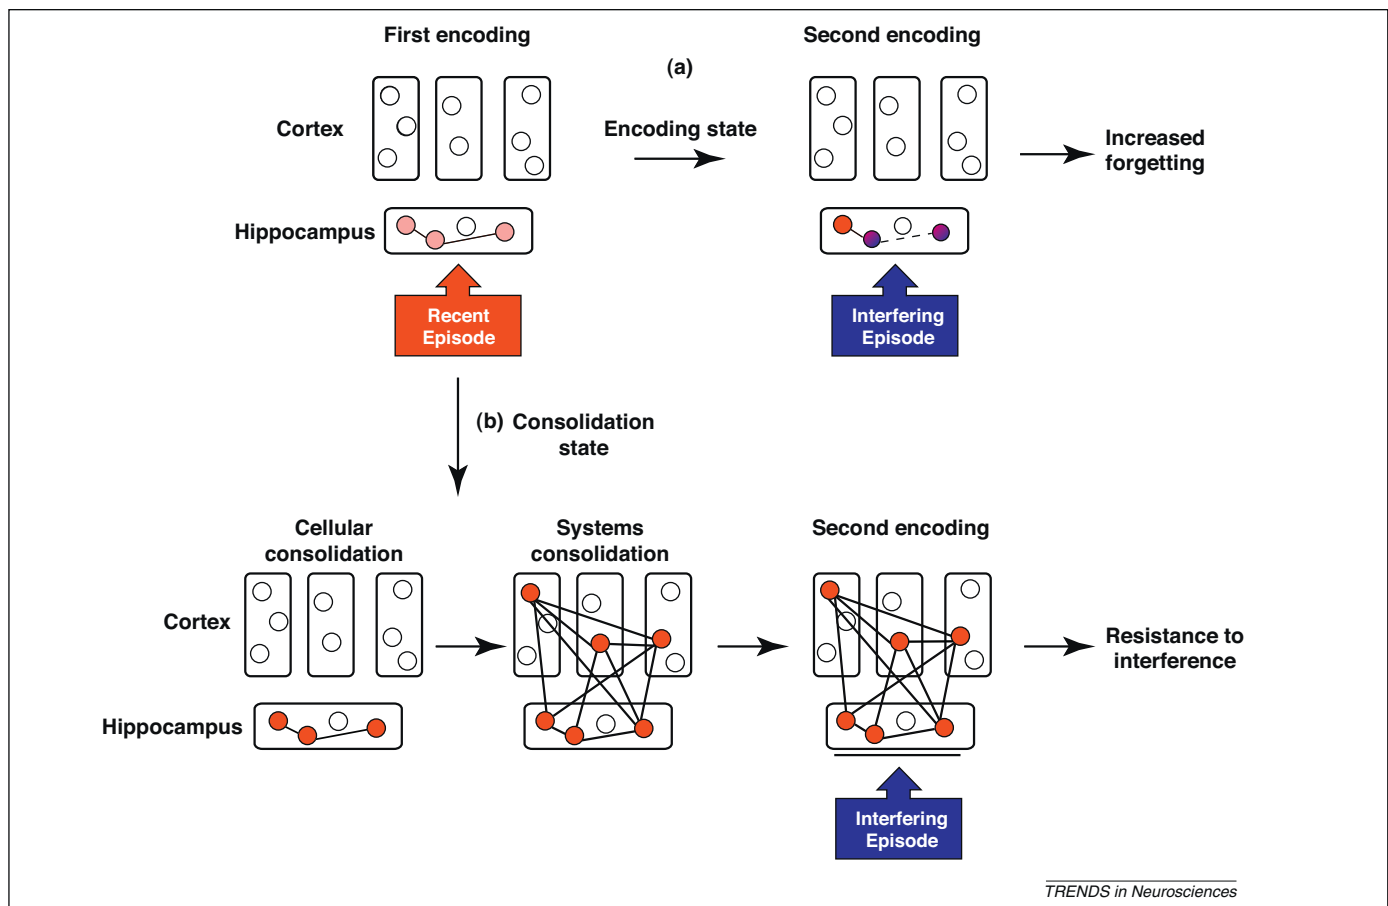 First encoding
Second encoding
(a)
Cortex
Encoding state
Increased
forgetting
Hippocampus
Recent
Episode
Interfering
Episode
(b) Consolidation
state
Cellular
consolidation
Systems
consolidation
Second encoding
Cortex
Resistance to
interference
Hippocampus
Interfering
Episode
TRENDS in Neurosciences